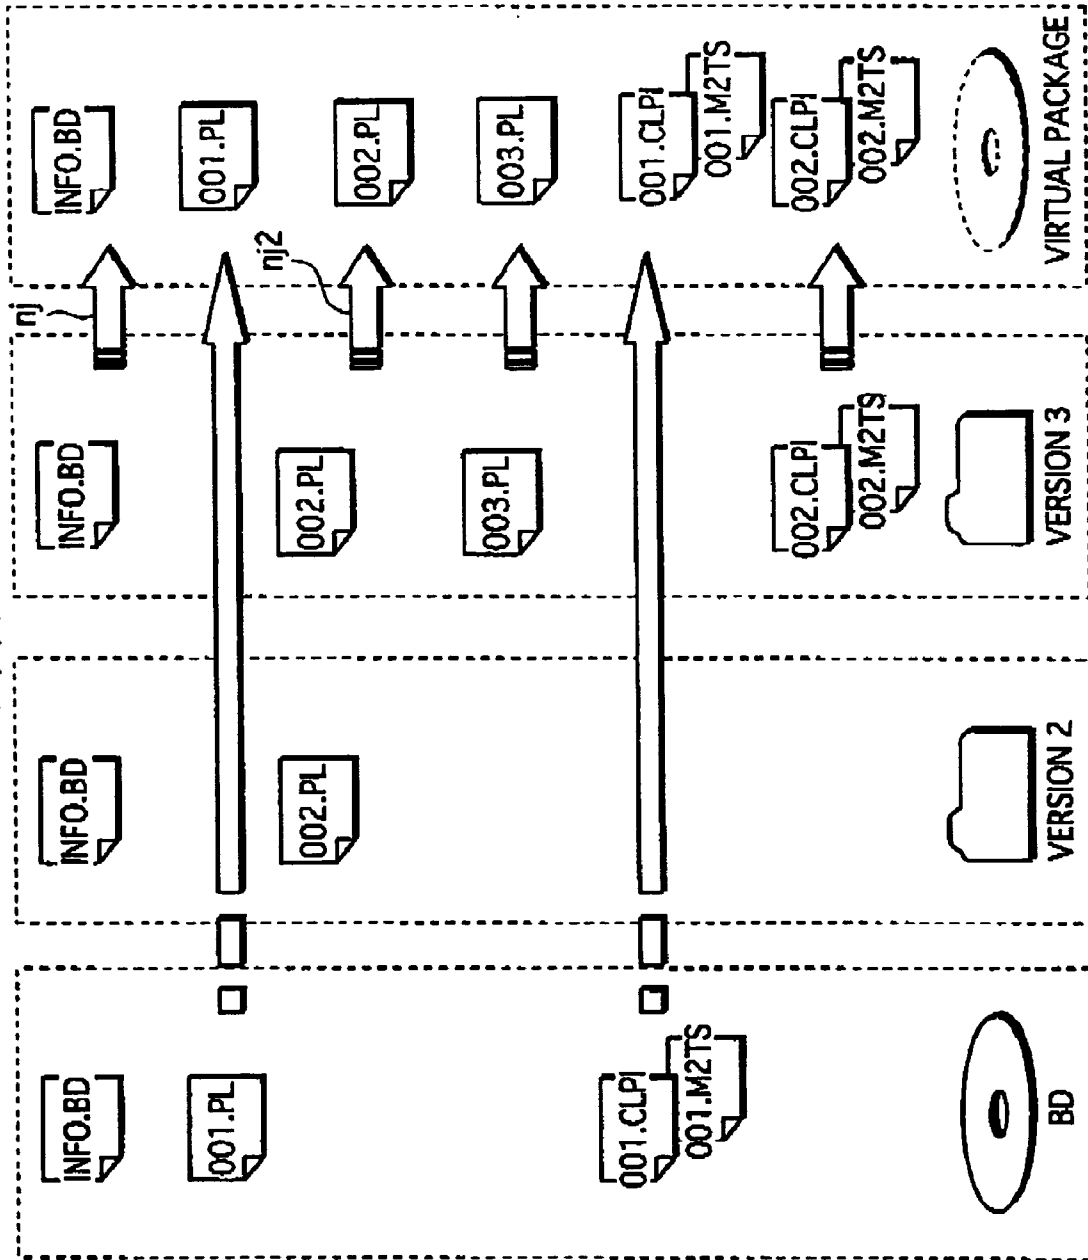 INFO.BD
001.PL
001.CLPI
001.M2TS
BD
INFO.BD
002.PL
VERSION 2
INFO.BD
002.PL
003.PL
002.CLPI
002.M2TS
VERSION 3
nj
nj2
INFO.BD
001.PL
002.PL
003.PL
001.CLPI
001.M2TS
002.CLPI
002.M2TS
VIRTUAL PACKAGE